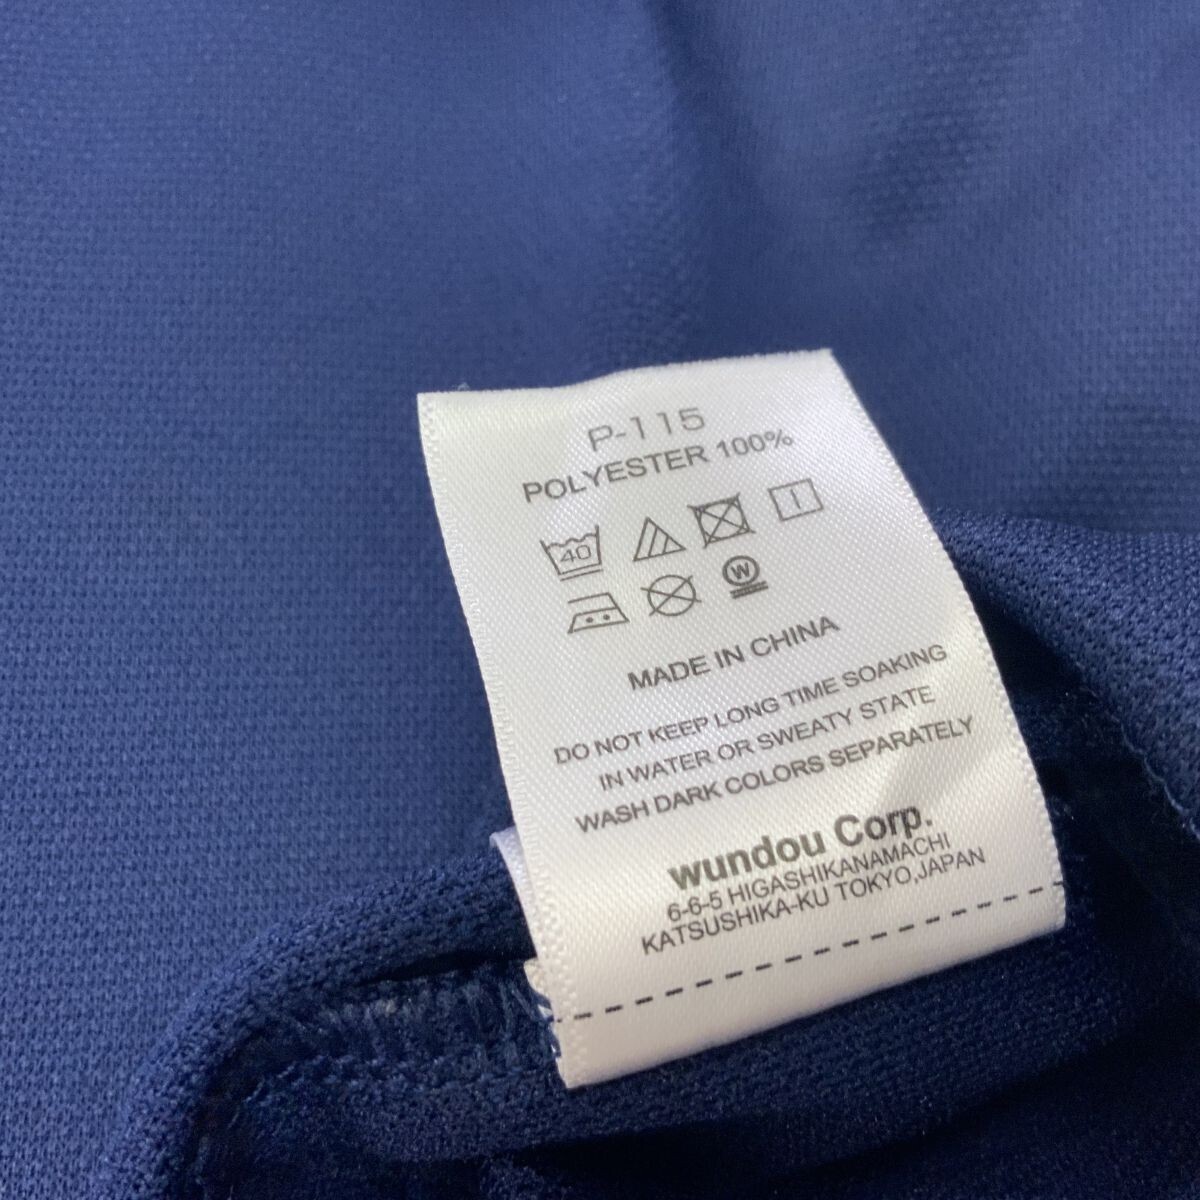 P-115
POLYESTER 100%
40
W
MADE IN CHINA
DO NOT KEEP LONG TIME SOAKING
IN WATER OR SWEATY STATE
WASH DARK COLORS SEPARATELY
wundou Corp.
6-6-5 HIGASHIKANAMACHI
KATSUSHIKA-KU TOKYO,JAPAN